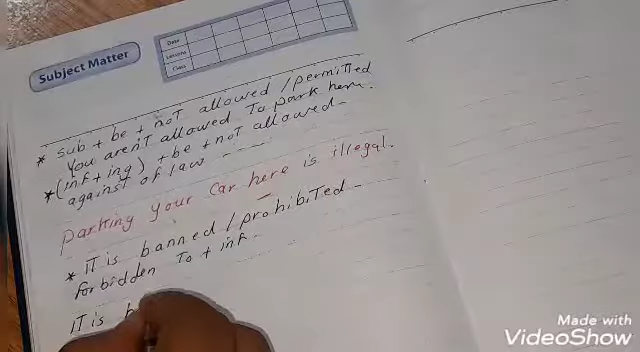 Subject Matter
Date
Lessons
Class
* sub + be + not allowed / permitted
You aren't allowed To park here.
* (inf + ing) + be + not allowed -
against of law ----
parking your car here is illegal.
* IT is banned / prohibiTed -
forbidden To + inf -
IT is b
Made with
VideoShow